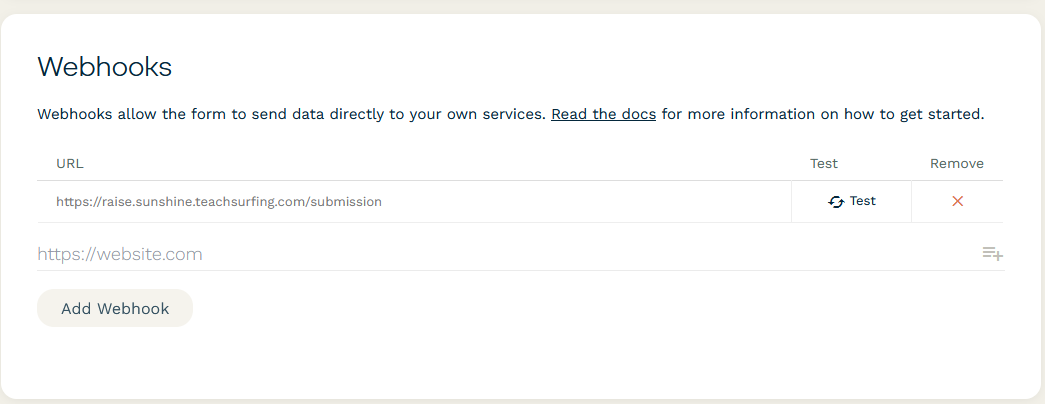 Webhooks
Webhooks allow the form to send data directly to your own services. Read the docs for more information on how to get started.
URL Test Remove
https://raise.sunshine.teachsurfing.com/submission Test
https://website.com
Add Webhook